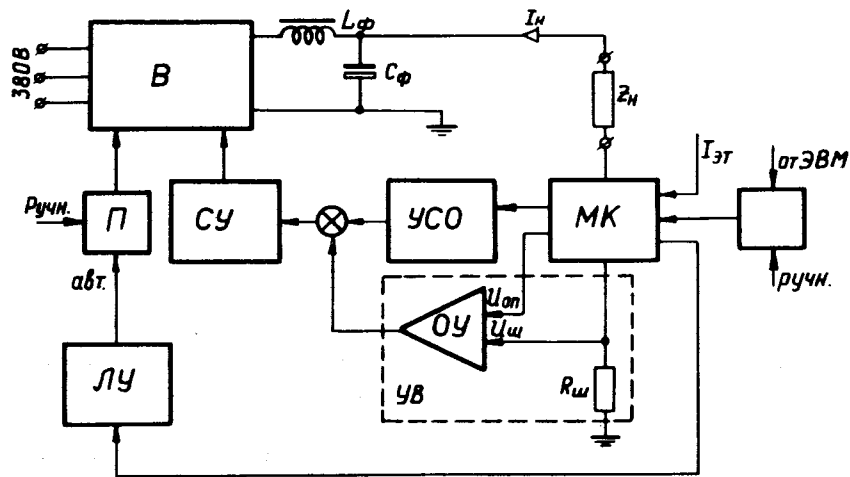 Lф
Iн
380В
В
Cф
Zн
Iэт
от ЭВМ
Ручн.
П
СУ
УСО
МК
ручн.
авт.
Uоп
ОУ
Uш
ЛУ
УВ
Rш